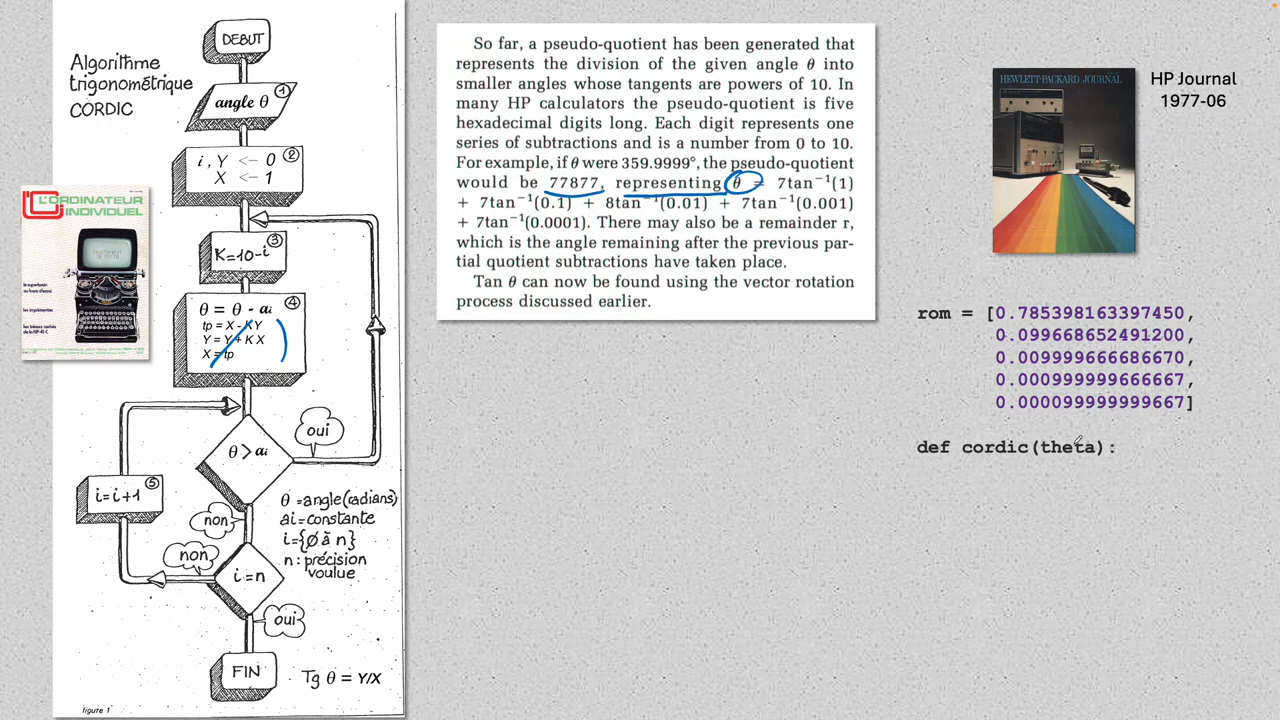 Algorithme
trigonométrique
CORDIC
DEBUT
angle θ
1
i, Y <- 0
X <- 1
2
K=10-i
3
θ = θ - ai
tp = X - KY
Y = Y + K X
X = tp
4
θ > ai
oui
i=i+1
5
non
non
i=n
oui
θ =angle(radians)
ai=constante
i={ø ă n}
n: précision
voulue
FIN
Tg θ = Y/X
figure 1
L'ORDINATEUR
INDIVIDUEL
So far, a pseudo-quotient has been generated that
represents the division of the given angle θ into
smaller angles whose tangents are powers of 10. In
many HP calculators the pseudo-quotient is five
hexadecimal digits long. Each digit represents one
series of subtractions and is a number from 0 to 10.
For example, if θ were 359.9999°, the pseudo-quotient
would be 77877, representing θ = 7tan⁻¹(1)
+ 7tan⁻¹(0.1) + 8tan⁻¹(0.01) + 7tan⁻¹(0.001)
+ 7tan⁻¹(0.0001). There may also be a remainder r,
which is the angle remaining after the previous par-
tial quotient subtractions have taken place.
Tan θ can now be found using the vector rotation
process discussed earlier.
HEWLETT-PACKARD JOURNAL
HP Journal
1977-06
rom = [0.785398163397450,
0.099668652491200,
0.009999666686670,
0.000999999666667,
0.000099999999667]
def cordic(theta):